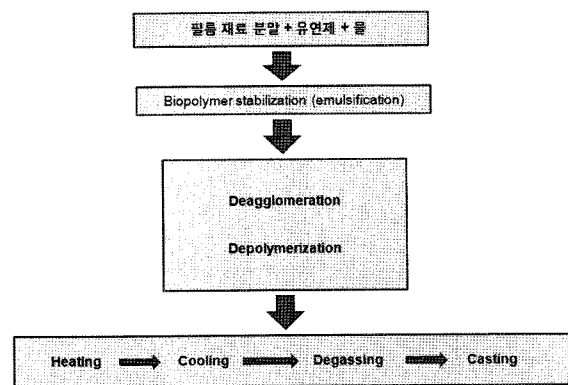 필름 재료 분말 + 유연제 + 물
Biopolymer stabilization (emulsification)
Deagglomeration
Depolymerization
Heating Cooling Degassing Casting